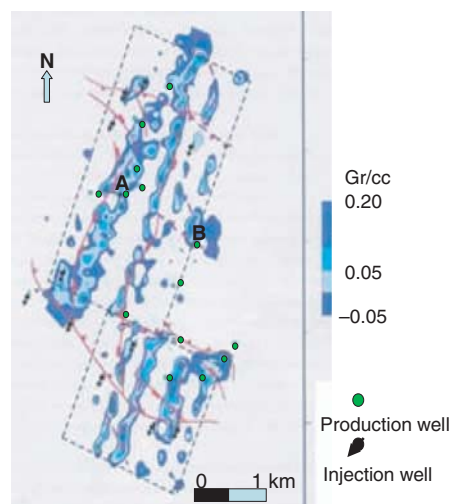 N
A
B
Gr/cc
0.20
0.05
−0.05
Production well
Injection well
0 1 km